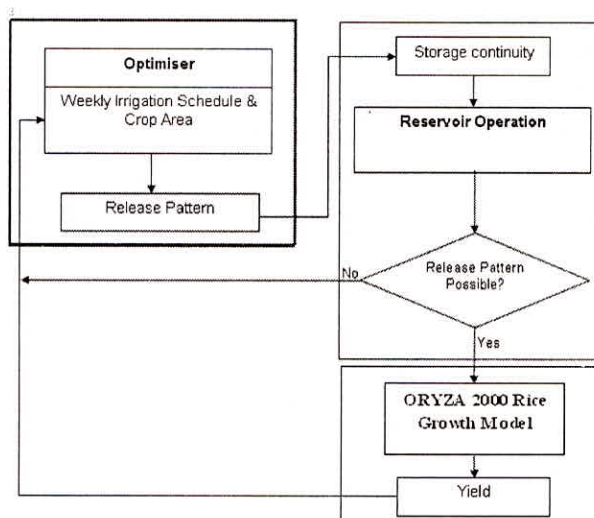 Optimiser
Weekly Irrigation Schedule &
Crop Area
Release Pattern
Storage continuity
Reservoir Operation
Release Pattern
Possible?
No
Yes
ORYZA 2000 Rice
Growth Model
Yield